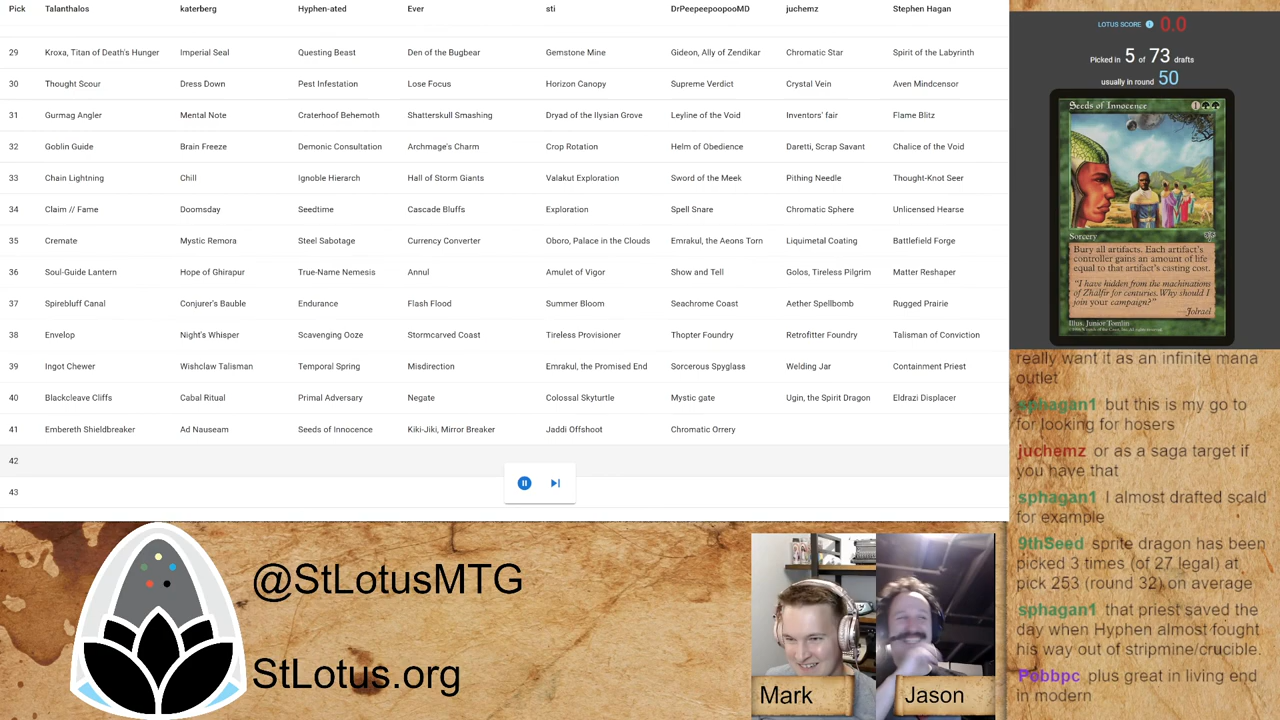 Pick Talanthalos katerberg Hyphen-ated Ever sti DrPeepeepoopooMD juchemz Stephen Hagan
29 Kroxa, Titan of Death's Hunger Imperial Seal Questing Beast Den of the Bugbear Gemstone Mine Gideon, Ally of Zendikar Chromatic Star Spirit of the Labyrinth
30 Thought Scour Dress Down Pest Infestation Lose Focus Horizon Canopy Supreme Verdict Crystal Vein Aven Mindcensor
31 Gurmag Angler Mental Note Craterhoof Behemoth Shatterskull Smashing Dryad of the Ilysian Grove Leyline of the Void Inventors' fair Flame Blitz
32 Goblin Guide Brain Freeze Demonic Consultation Archmage's Charm Crop Rotation Helm of Obedience Daretti, Scrap Savant Chalice of the Void
33 Chain Lightning Chill Ignoble Hierarch Hall of Storm Giants Valakut Exploration Sword of the Meek Pithing Needle Thought-Knot Seer
34 Claim // Fame Doomsday Seedtime Cascade Bluffs Exploration Spell Snare Chromatic Sphere Unlicensed Hearse
35 Cremate Mystic Remora Steel Sabotage Currency Converter Oboro, Palace in the Clouds Emrakul, the Aeons Torn Liquimetal Coating Battlefield Forge
36 Soul-Guide Lantern Hope of Ghirapur True-Name Nemesis Annul Amulet of Vigor Show and Tell Golos, Tireless Pilgrim Matter Reshaper
37 Spirebluff Canal Conjurer's Bauble Endurance Flash Flood Summer Bloom Seachrome Coast Aether Spellbomb Rugged Prairie
38 Envelop Night's Whisper Scavenging Ooze Stormcarved Coast Tireless Provisioner Thopter Foundry Retrofitter Foundry Talisman of Conviction
39 Ingot Chewer Wishclaw Talisman Temporal Spring Misdirection Emrakul, the Promised End Sorcerous Spyglass Welding Jar Containment Priest
40 Blackcleave Cliffs Cabal Ritual Primal Adversary Negate Colossal Skyturtle Mystic gate Ugin, the Spirit Dragon Eldrazi Displacer
41 Embereth Shieldbreaker Ad Nauseam Seeds of Innocence Kiki-Jiki, Mirror Breaker Jaddi Offshoot Chromatic Orrery
42
43
LOTUS SCORE 0.0
Picked in 5 of 73 drafts
usually in round 50
Seeds of Innocence 1
Sorcery
Bury all artifacts. Each artifact's
controller gains an amount of life
equal to that artifact's casting cost.
"I have hidden from the machinations
of Zhalfir for centuries. Why should I
join your campaign?"
—Jolrael
Illus. Junior Tomlin
really want it as an infinite mana
outlet
sphagan1 but this is my go to
for looking for hosers
juchemz or as a saga target if
you have that
sphagan1 I almost drafted scald
for example
9thSeed sprite dragon has been
picked 3 times (of 27 legal) at
pick 253 (round 32) on average
sphagan1 that priest saved the
day when Hyphen almost fought
his way out of stripmine/crucible.
Pobbpc plus great in living end
in modern
@StLotusMTG
StLotus.org
Mark
Jason